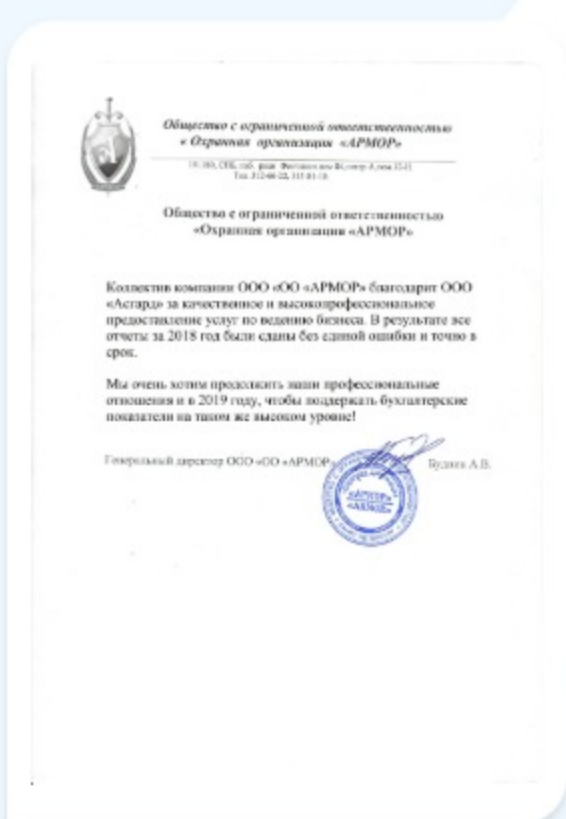 Общество с ограниченной ответственностью
« Охранная организация «АРМОР»
Общество с ограниченной ответственностью
«Охранная организация «АРМОР»
Коллектив компании ООО «ОО «АРМОР» благодарит ООО
«Асгард» за качественное и высокопрофессиональное
предоставление услуг по ведению бизнеса. В результате все
отчеты за 2018 год были сданы без единой ошибки и точно в
срок.
Мы очень хотим продолжить наши профессиональные
отношения и в 2019 году, чтобы поддержать бухгалтерские
показатели на таком же высоком уровне!
Генеральный директор ООО «ОО «АРМОР»
А.В.
«АРМОР»
«ARMOR»